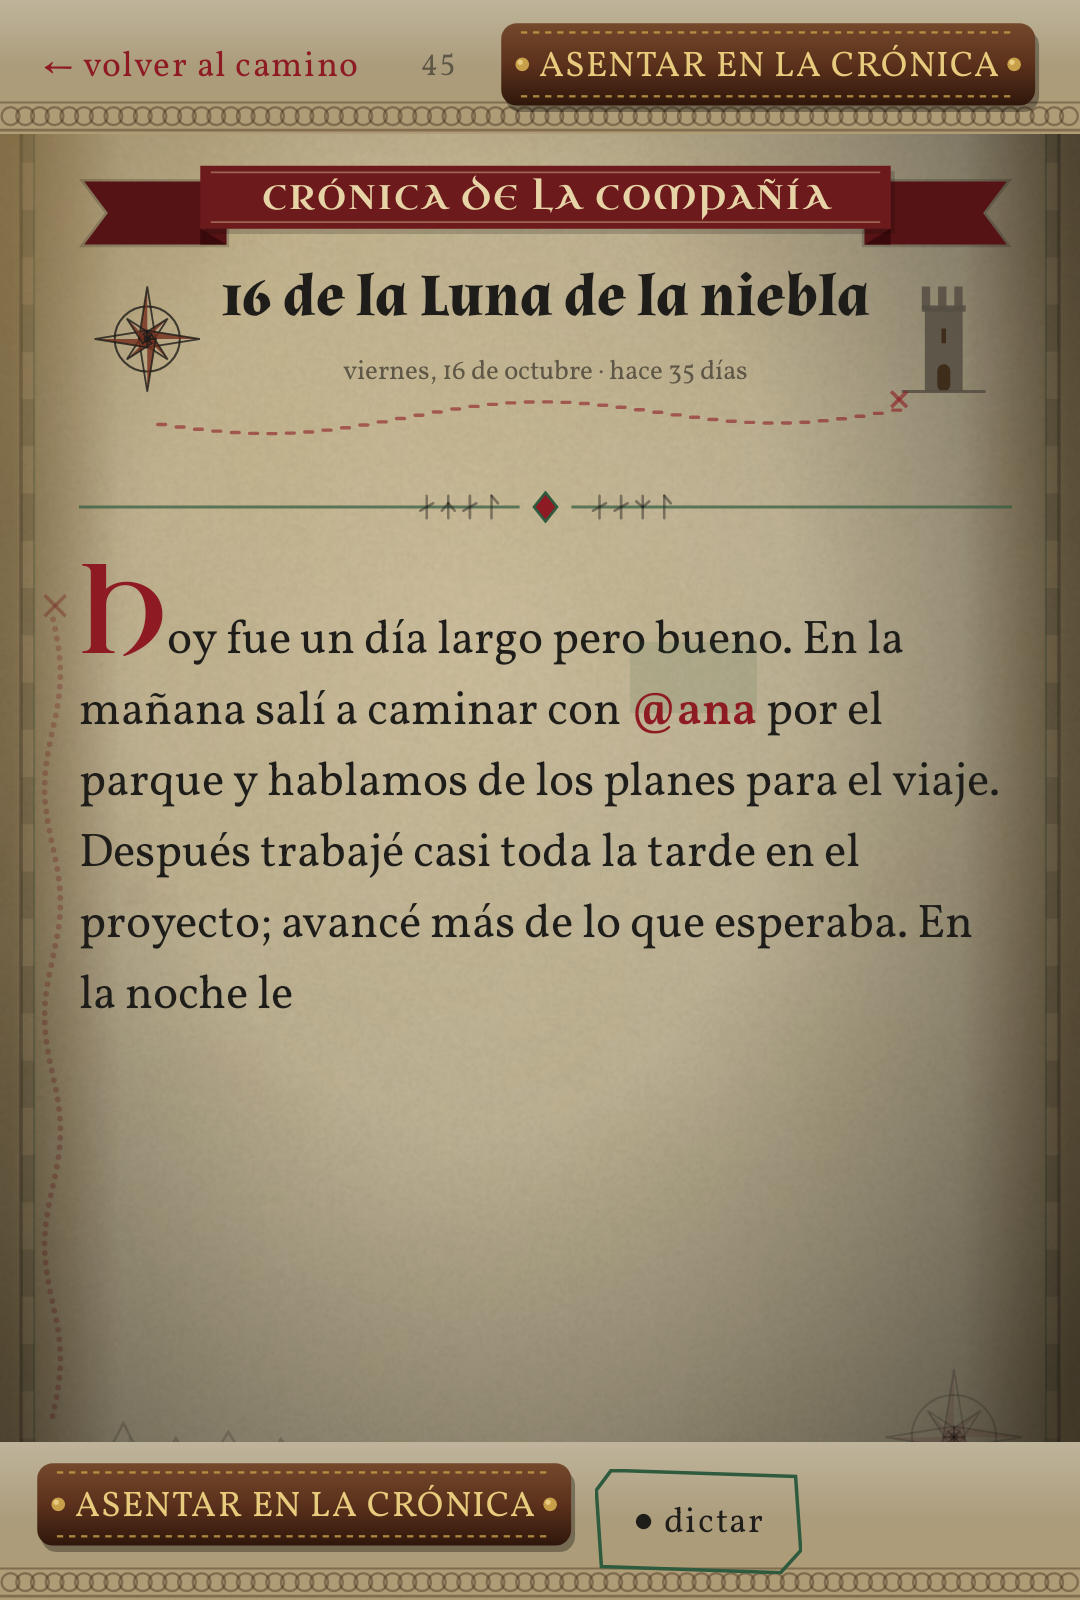 ← volver al camino 45 ASENTAR EN LA CRÓNICA
CRÓNICA DE LA COMPAÑÍA
16 de la Luna de la niebla
viernes, 16 de octubre · hace 35 días
hoy fue un día largo pero bueno. En la
mañana salí a caminar con @ana por el
parque y hablamos de los planes para el viaje.
Después trabajé casi toda la tarde en el
proyecto; avancé más de lo que esperaba. En
la noche le
ASENTAR EN LA CRÓNICA
● dictar